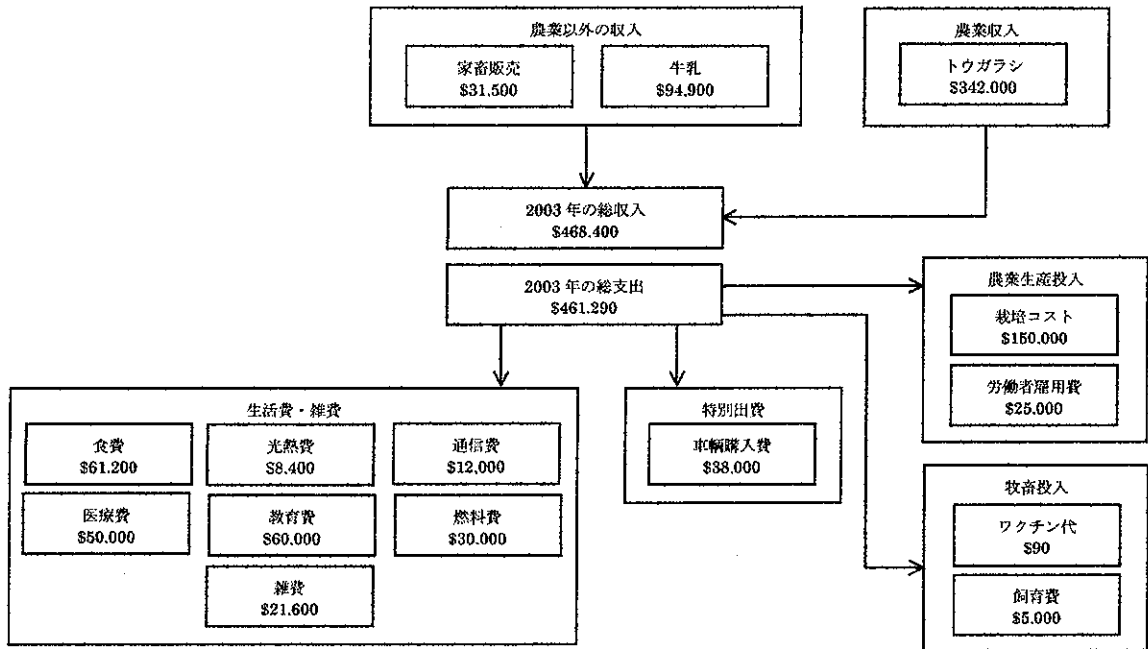 農業以外の収入
家畜販売
$31.500
牛乳
$94,900
農業収入
トウガラシ
$342.000
2003 年の総収入
$468.400
2003 年の総支出
$461.290
農業生産投入
栽培コスト
$150.000
労働者雇用費
$25.000
生活費・雑費
食費
$61.200
光熱費
$8.400
通信費
$12,000
医療費
$50.000
教育費
$60.000
燃料費
$30.000
雑費
$21.600
特別出費
車輌購入費
$38.000
牧畜投入
ワクチン代
$90
飼育費
$5.000